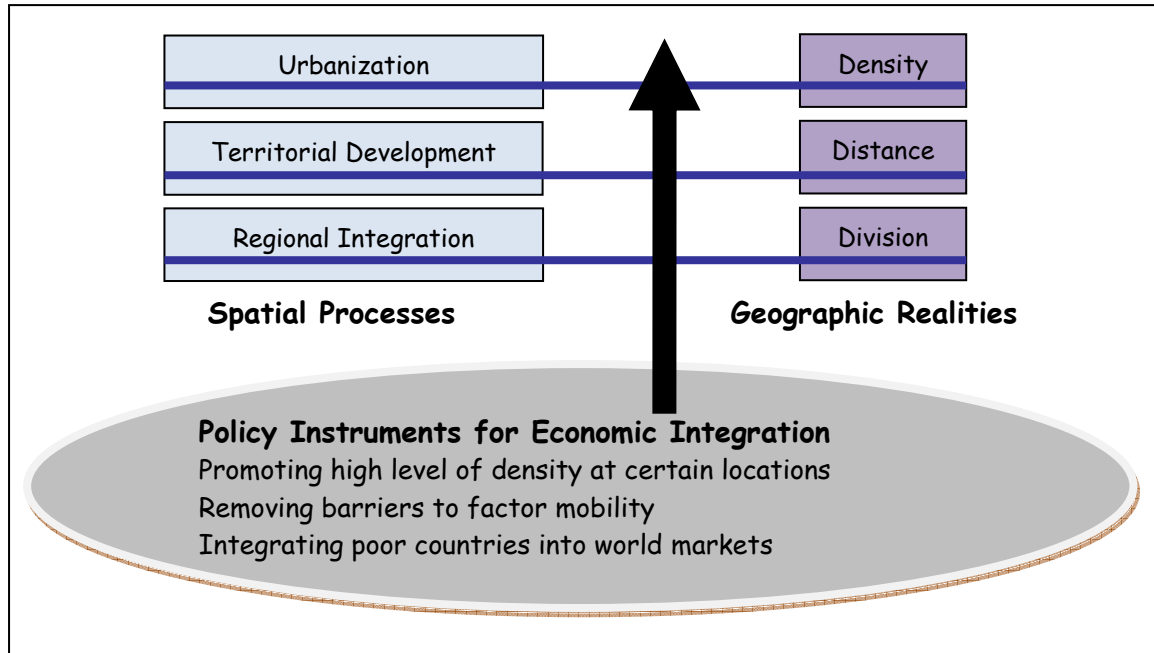 Urbanization
Density
Territorial Development
Distance
Regional Integration
Division
Spatial Processes
Geographic Realities
Policy Instruments for Economic Integration
Promoting high level of density at certain locations
Removing barriers to factor mobility
Integrating poor countries into world markets